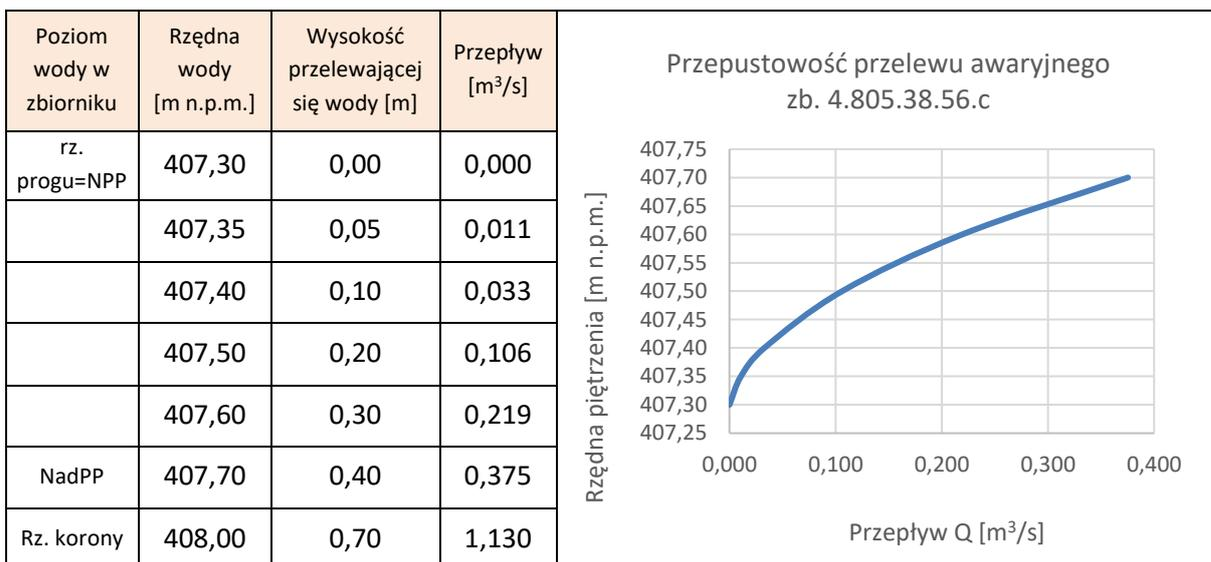 Poziom
wody w
zbiorniku
Rzędna
wody
[m n.p.m.]
Wysokość
przelewającej
się wody [m]
Przepływ
[m³/s]
rz.
progu=NPP
407,30
0,00
0,000
407,35
0,05
0,011
407,40
0,10
0,033
407,50
0,20
0,106
407,60
0,30
0,219
NadPP
407,70
0,40
0,375
Rz. korony
408,00
0,70
1,130
Przepustowość przelewu awaryjnego
zb. 4.805.38.56.c
Rzędna piętrzenia [m n.p.m.]
407,75
407,70
407,65
407,60
407,55
407,50
407,45
407,40
407,35
407,30
407,25
0,000
0,100
0,200
0,300
0,400
Przepływ Q [m³/s]